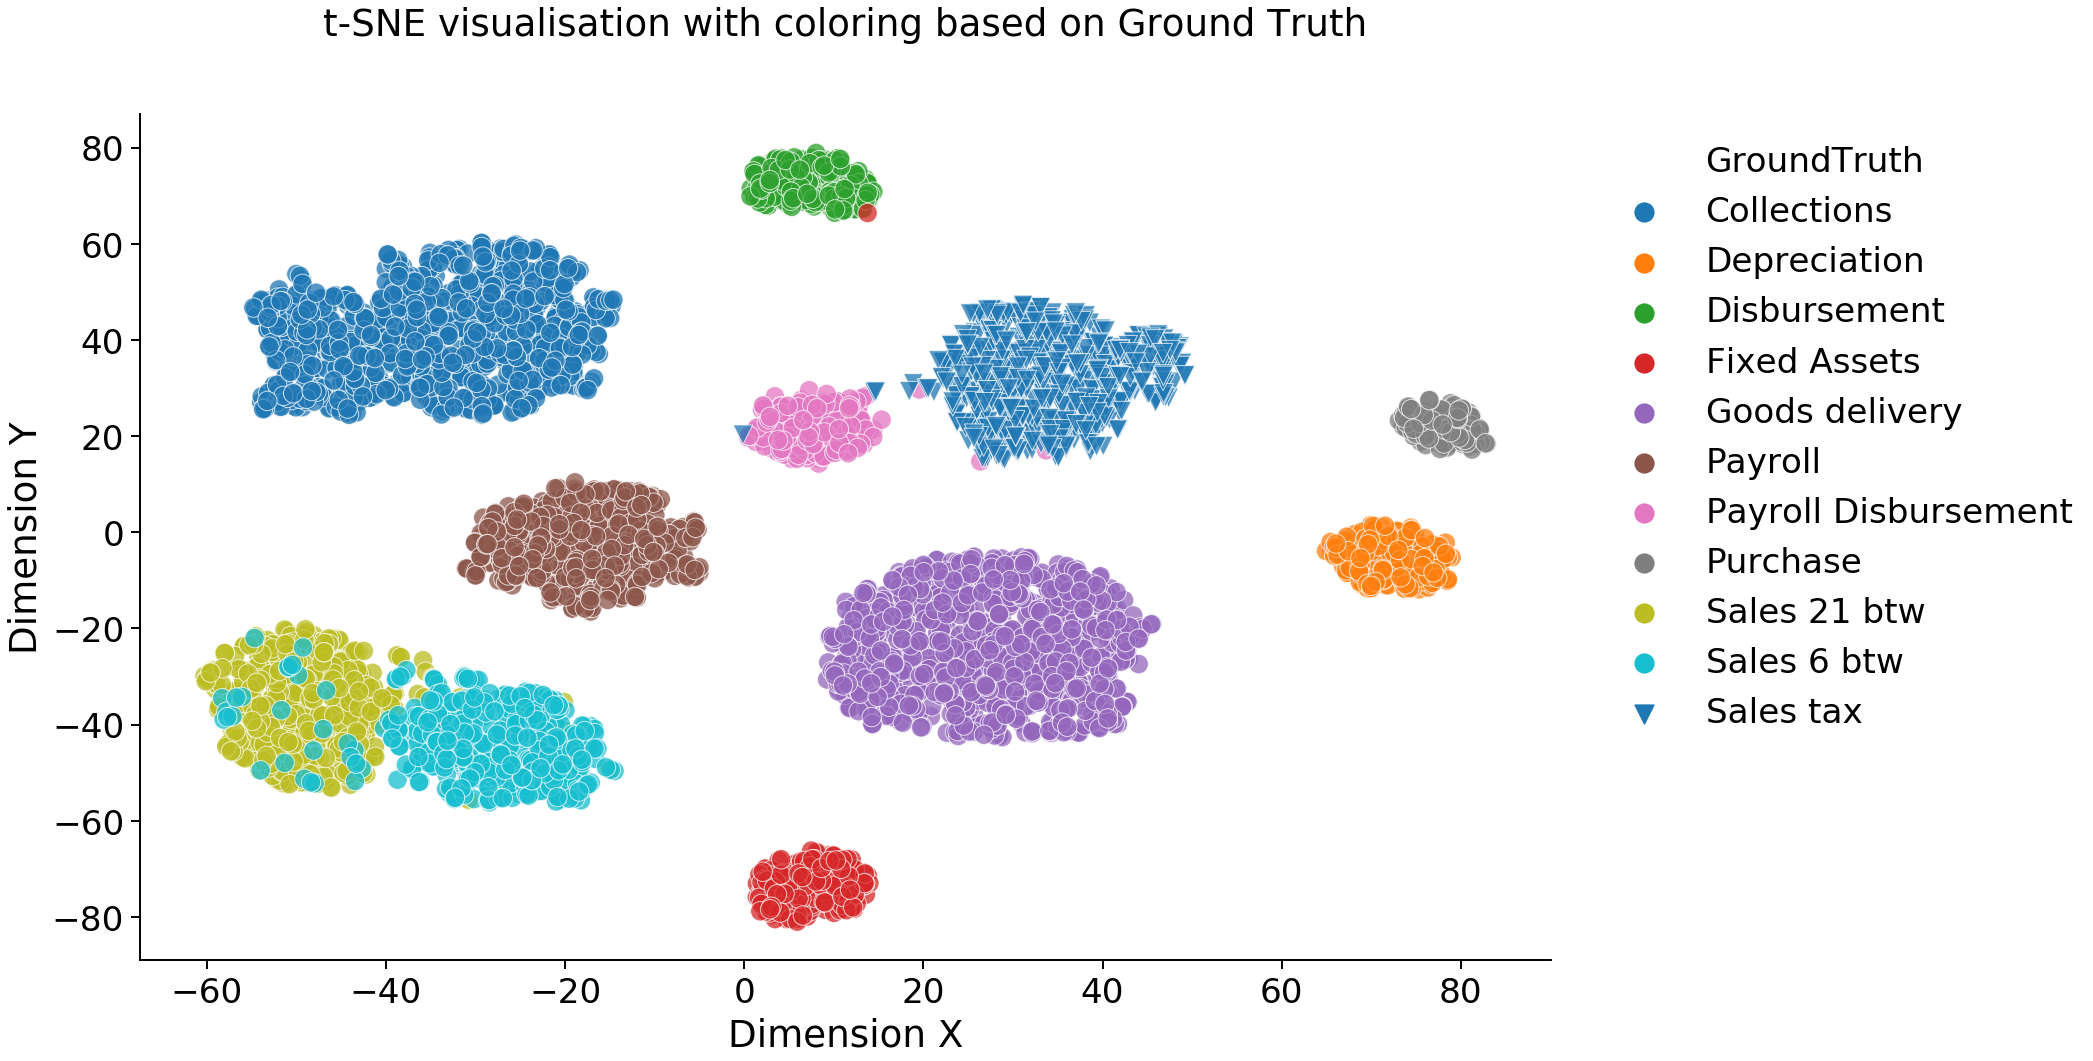 t-SNE visualisation with coloring based on Ground Truth
80
60
40
20
0
−20
−40
−60
−80
Dimension Y
−60 −40 −20 0 20 40 60 80
Dimension X
GroundTruth
Collections
Depreciation
Disbursement
Fixed Assets
Goods delivery
Payroll
Payroll Disbursement
Purchase
Sales 21 btw
Sales 6 btw
Sales tax